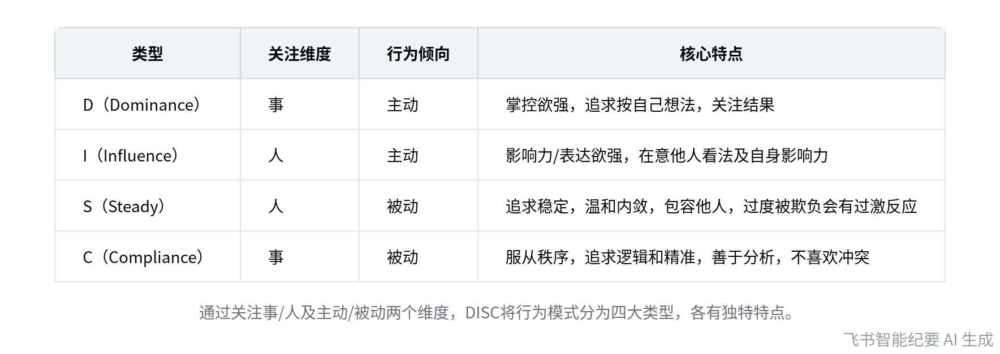 类型 关注维度 行为倾向 核心特点
D（Dominance） 事 主动 掌控欲强，追求按自己想法，关注结果
I（Influence） 人 主动 影响力/表达欲强，在意他人看法及自身影响力
S（Steady） 人 被动 追求稳定，温和内敛，包容他人，过度被欺负会有过激反应
C（Compliance） 事 被动 服从秩序，追求逻辑和精准，善于分析，不喜欢冲突
通过关注事/人及主动/被动两个维度，DISC将行为模式分为四大类型，各有独特特点。
飞书智能纪要 AI 生成